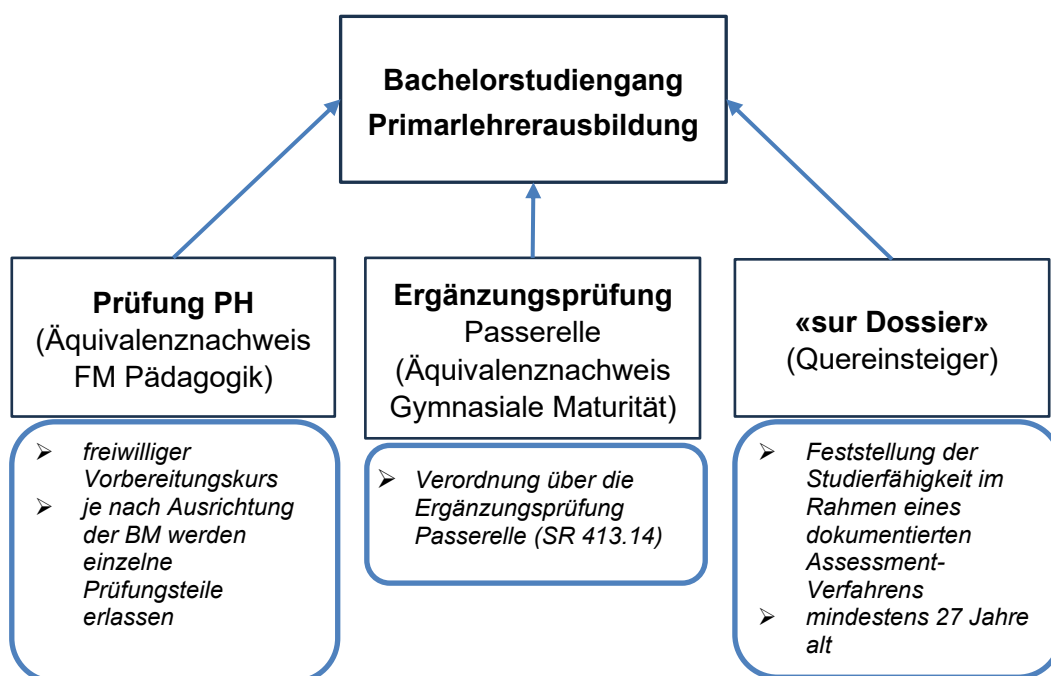 Bachelorstudiengang
Primarlehrerausbildung
Prüfung PH
(Äquivalenznachweis
FM Pädagogik)
➢ freiwilliger
Vorbereitungskurs
➢ je nach Ausrichtung
der BM werden
einzelne
Prüfungsteile
erlassen
Ergänzungsprüfung
Passerelle
(Äquivalenznachweis
Gymnasiale Maturität)
➢ Verordnung über die
Ergänzungsprüfung
Passerelle (SR 413.14)
«sur Dossier»
(Quereinsteiger)
➢ Feststellung der
Studierfähigkeit im
Rahmen eines
dokumentierten
Assessment-
Verfahrens
➢ mindestens 27 Jahre
alt